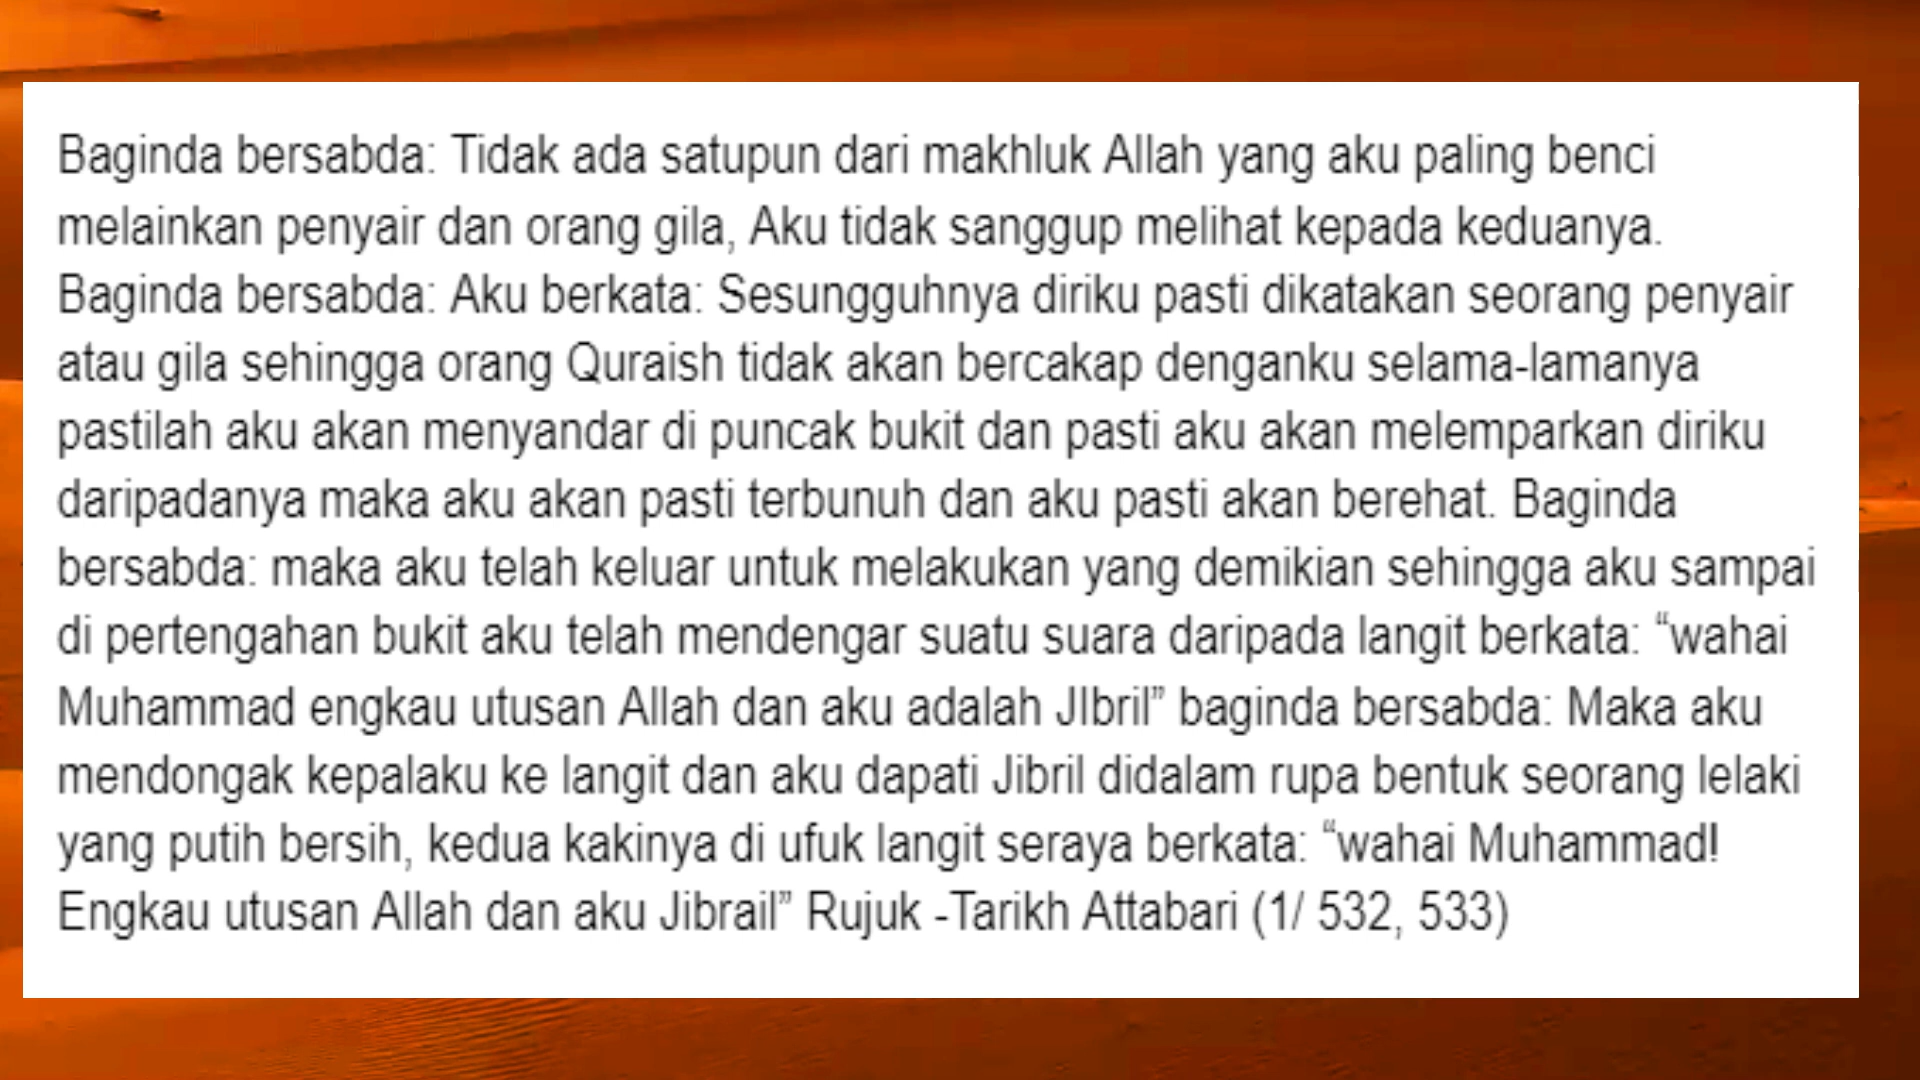 Baginda bersabda: Tidak ada satupun dari makhluk Allah yang aku paling benci
melainkan penyair dan orang gila, Aku tidak sanggup melihat kepada keduanya.
Baginda bersabda: Aku berkata: Sesungguhnya diriku pasti dikatakan seorang penyair
atau gila sehingga orang Quraish tidak akan bercakap denganku selama-lamanya
pastilah aku akan menyandar di puncak bukit dan pasti aku akan melemparkan diriku
daripadanya maka aku akan pasti terbunuh dan aku pasti akan berehat. Baginda
bersabda: maka aku telah keluar untuk melakukan yang demikian sehingga aku sampai
di pertengahan bukit aku telah mendengar suatu suara daripada langit berkata: “wahai
Muhammad engkau utusan Allah dan aku adalah JIbril” baginda bersabda: Maka aku
mendongak kepalaku ke langit dan aku dapati Jibril didalam rupa bentuk seorang lelaki
yang putih bersih, kedua kakinya di ufuk langit seraya berkata: “wahai Muhammad!
Engkau utusan Allah dan aku Jibrail” Rujuk -Tarikh Attabari (1/ 532, 533)